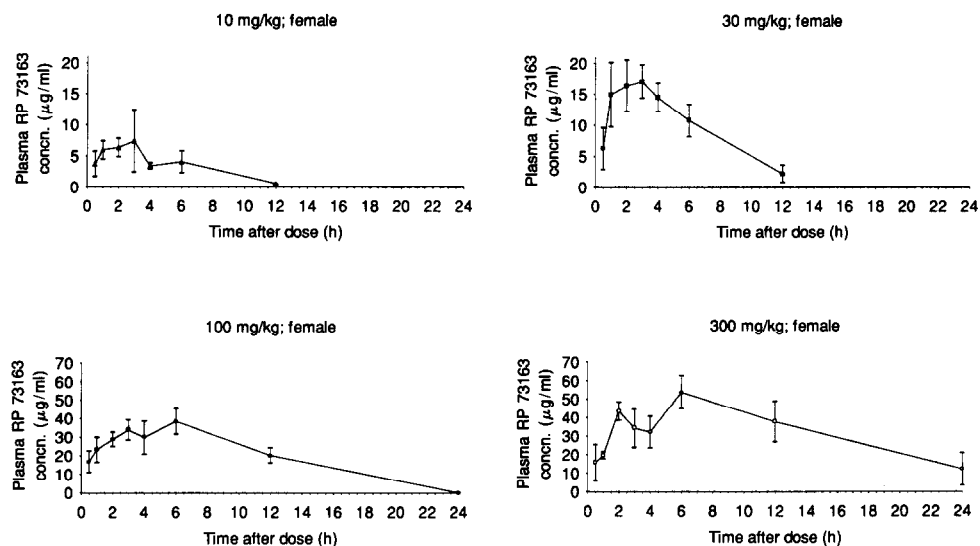 10 mg/kg; female
Plasma RP 73163
concn. (μg/ml)
20
15
10
5
0
0 2 4 6 8 10 12 14 16 18 20 22 24
Time after dose (h)
30 mg/kg; female
Plasma RP 73163
concn. (μg/ml)
20
15
10
5
0
0 2 4 6 8 10 12 14 16 18 20 22 24
Time after dose (h)
100 mg/kg; female
Plasma RP 73163
concn. (μg/ml)
70
60
50
40
30
20
10
0
0 2 4 6 8 10 12 14 16 18 20 22 24
Time after dose (h)
300 mg/kg; female
Plasma RP 73163
concn. (μg/ml)
70
60
50
40
30
20
10
0
0 2 4 6 8 10 12 14 16 18 20 22 24
Time after dose (h)